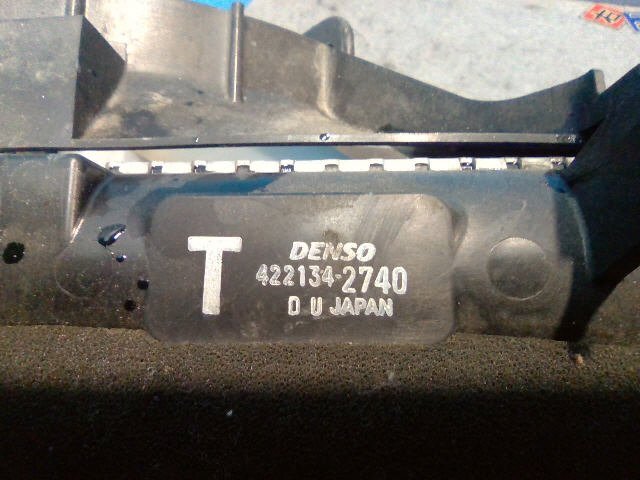 T
DENSO
422134-2740
D U JAPAN